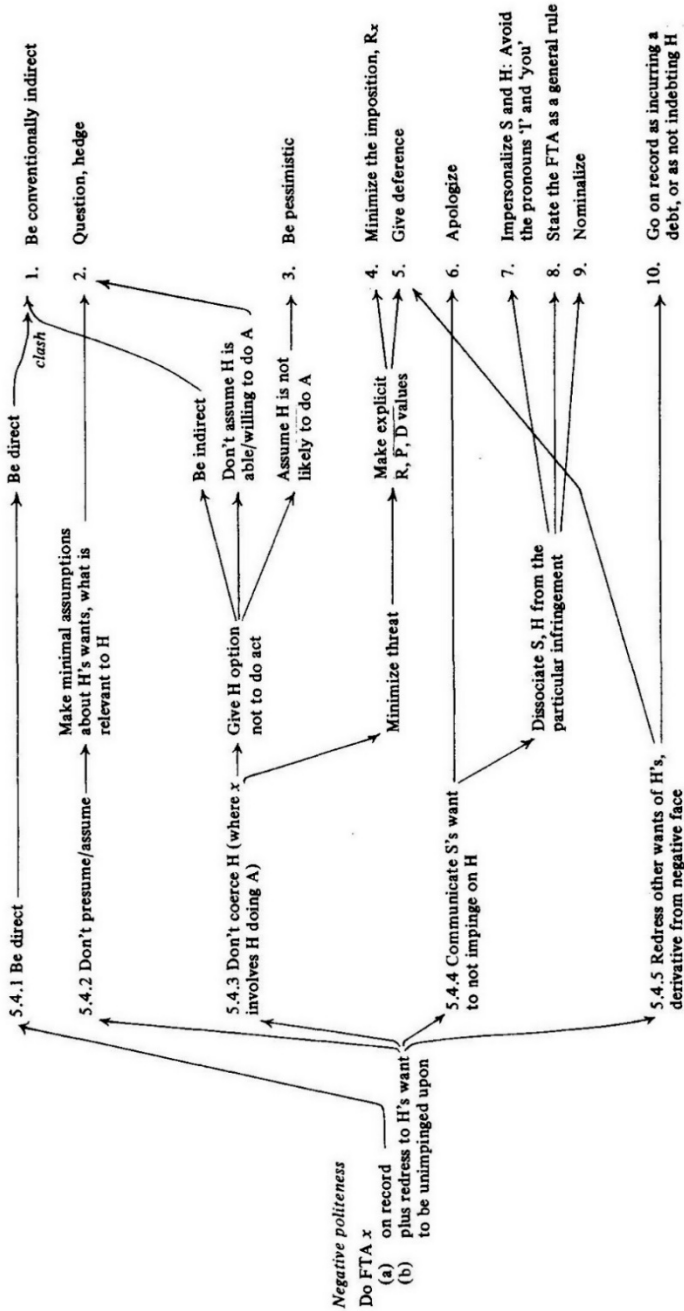 Negative politeness
Do FTA x
(a) on record
(b) plus redress to H's want
to be unimpinged upon
5.4.1 Be direct
Be direct
clash
1. Be conventionally indirect
5.4.2 Don't presume/assume
Make minimal assumptions
about H's wants, what is
relevant to H
2. Question, hedge
5.4.3 Don't coerce H (where x
involves H doing A)
Give H option
not to do act
Be indirect
Don't assume H is
able/willing to do A
Assume H is not
likely to do A
3. Be pessimistic
Minimize threat
Make explicit
R, P, D values
4. Minimize the imposition, Rx
5. Give deference
5.4.4 Communicate S's want
to not impinge on H
6. Apologize
Dissociate S, H from the
particular infringement
7. Impersonalize S and H: Avoid
the pronouns 'I' and 'you'
8. State the FTA as a general rule
9. Nominalize
5.4.5 Redress other wants of H's,
derivative from negative face
10. Go on record as incurring a
debt, or as not indebting H